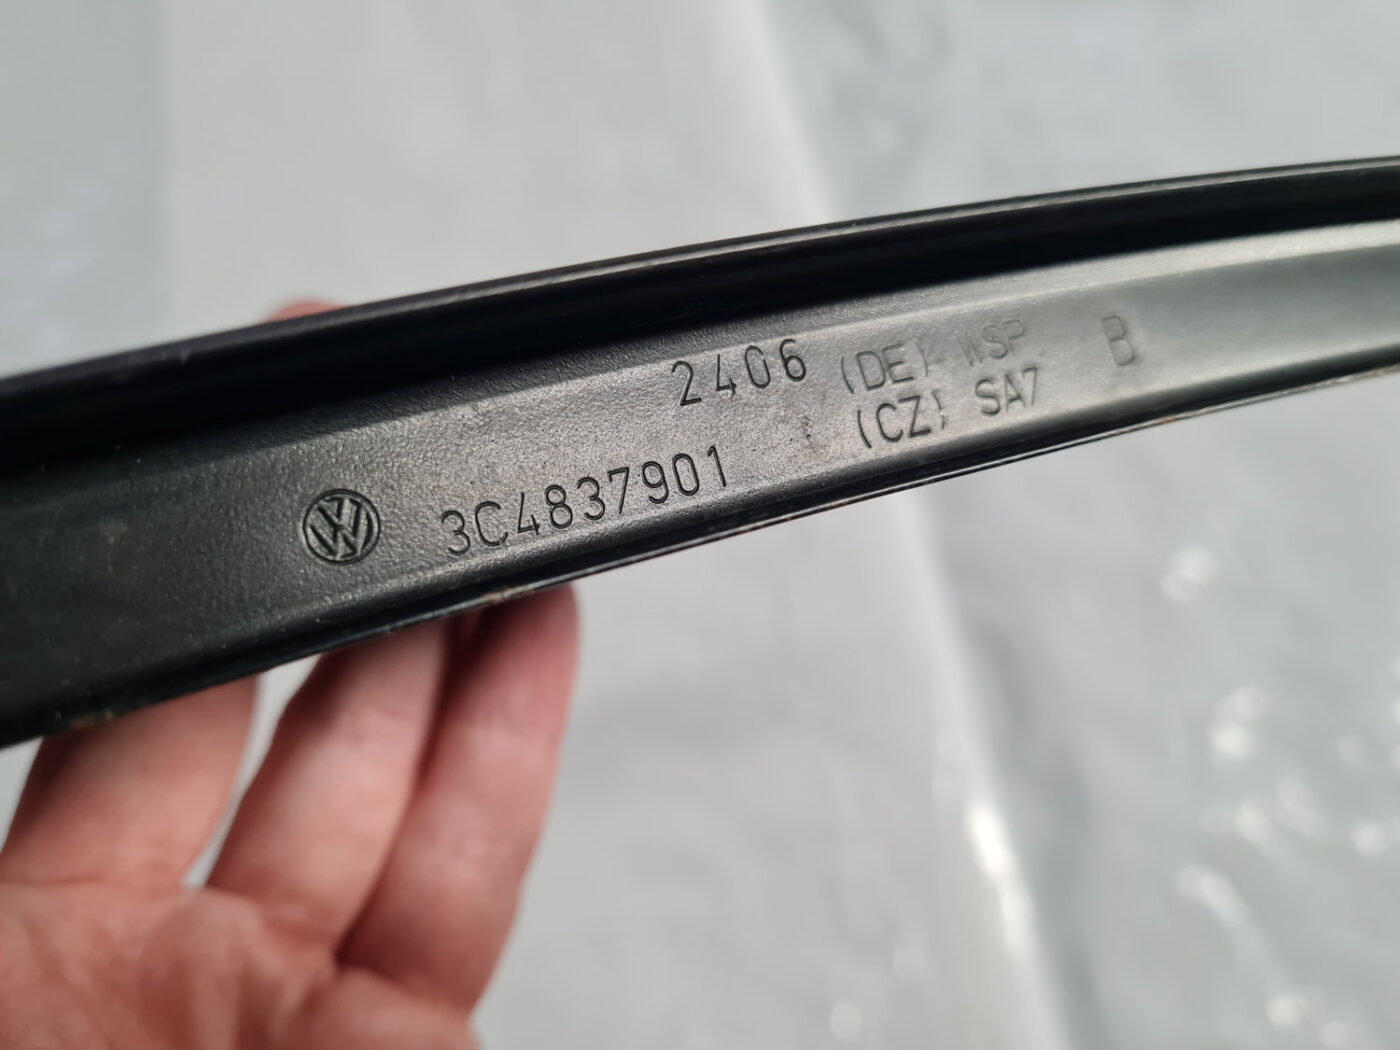 2406 (DE) WSP B
(CZ) SA7
3C4837901